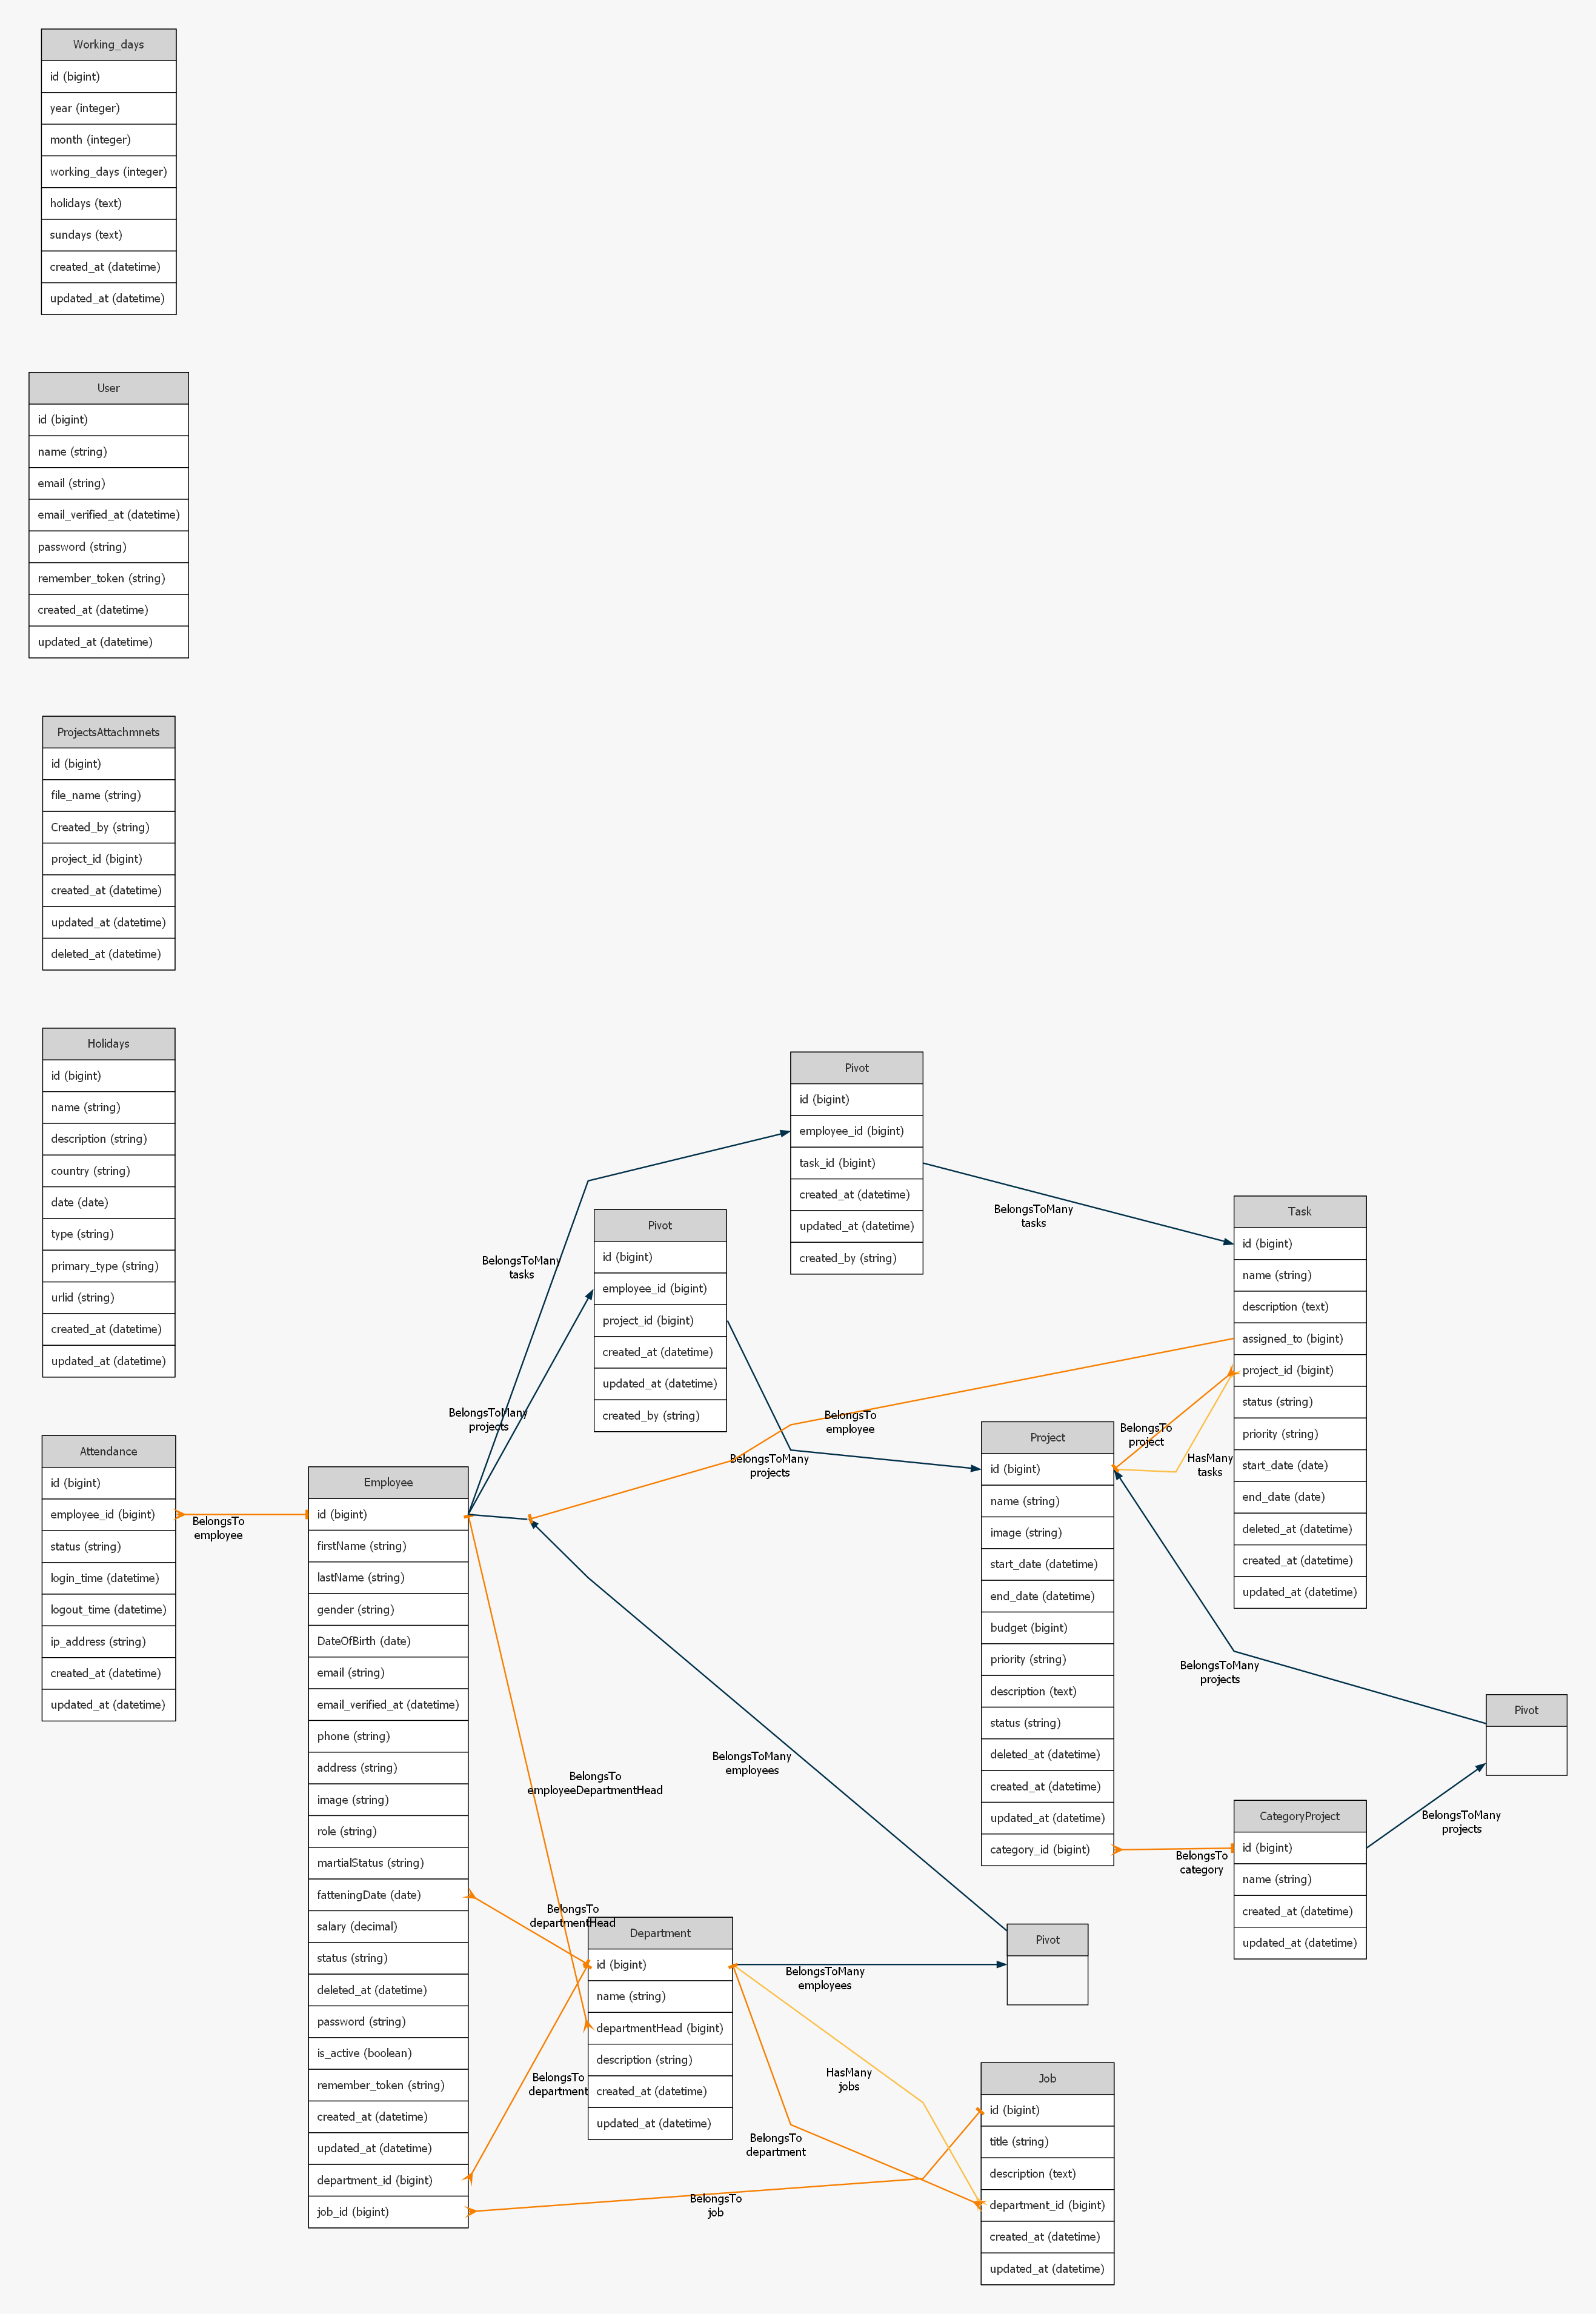 Working_days
id (bigint)
year (integer)
month (integer)
working_days (integer)
holidays (text)
sundays (text)
created_at (datetime)
updated_at (datetime)
User
id (bigint)
name (string)
email (string)
email_verified_at (datetime)
password (string)
remember_token (string)
created_at (datetime)
updated_at (datetime)
ProjectsAttachmnets
id (bigint)
file_name (string)
Created_by (string)
project_id (bigint)
created_at (datetime)
updated_at (datetime)
deleted_at (datetime)
Holidays
id (bigint)
name (string)
description (string)
country (string)
date (date)
type (string)
primary_type (string)
urlid (string)
created_at (datetime)
updated_at (datetime)
Attendance
id (bigint)
employee_id (bigint)
status (string)
login_time (datetime)
logout_time (datetime)
ip_address (string)
created_at (datetime)
updated_at (datetime)
BelongsTo
employee
Employee
id (bigint)
firstName (string)
lastName (string)
gender (string)
DateOfBirth (date)
email (string)
email_verified_at (datetime)
phone (string)
address (string)
image (string)
role (string)
martialStatus (string)
fatteningDate (date)
salary (decimal)
status (string)
deleted_at (datetime)
password (string)
is_active (boolean)
remember_token (string)
created_at (datetime)
updated_at (datetime)
department_id (bigint)
job_id (bigint)
BelongsToMany
tasks
BelongsToMany
projects
BelongsTo
employeeDepartmentHead
BelongsTo
departmentHead
BelongsTo
department
Pivot
id (bigint)
employee_id (bigint)
project_id (bigint)
created_at (datetime)
updated_at (datetime)
created_by (string)
Pivot
id (bigint)
employee_id (bigint)
task_id (bigint)
created_at (datetime)
updated_at (datetime)
created_by (string)
BelongsToMany
tasks
BelongsTo
employee
BelongsToMany
projects
BelongsToMany
employees
Department
id (bigint)
name (string)
departmentHead (bigint)
description (string)
created_at (datetime)
updated_at (datetime)
BelongsToMany
employees
HasMany
jobs
BelongsTo
department
BelongsTo
job
Project
id (bigint)
name (string)
image (string)
start_date (datetime)
end_date (datetime)
budget (bigint)
priority (string)
description (text)
status (string)
deleted_at (datetime)
created_at (datetime)
updated_at (datetime)
category_id (bigint)
BelongsTo
project
HasMany
tasks
BelongsToMany
projects
BelongsTo
category
Pivot
Job
id (bigint)
title (string)
description (text)
department_id (bigint)
created_at (datetime)
updated_at (datetime)
Task
id (bigint)
name (string)
description (text)
assigned_to (bigint)
project_id (bigint)
status (string)
priority (string)
start_date (date)
end_date (date)
deleted_at (datetime)
created_at (datetime)
updated_at (datetime)
CategoryProject
id (bigint)
name (string)
created_at (datetime)
updated_at (datetime)
BelongsToMany
projects
Pivot